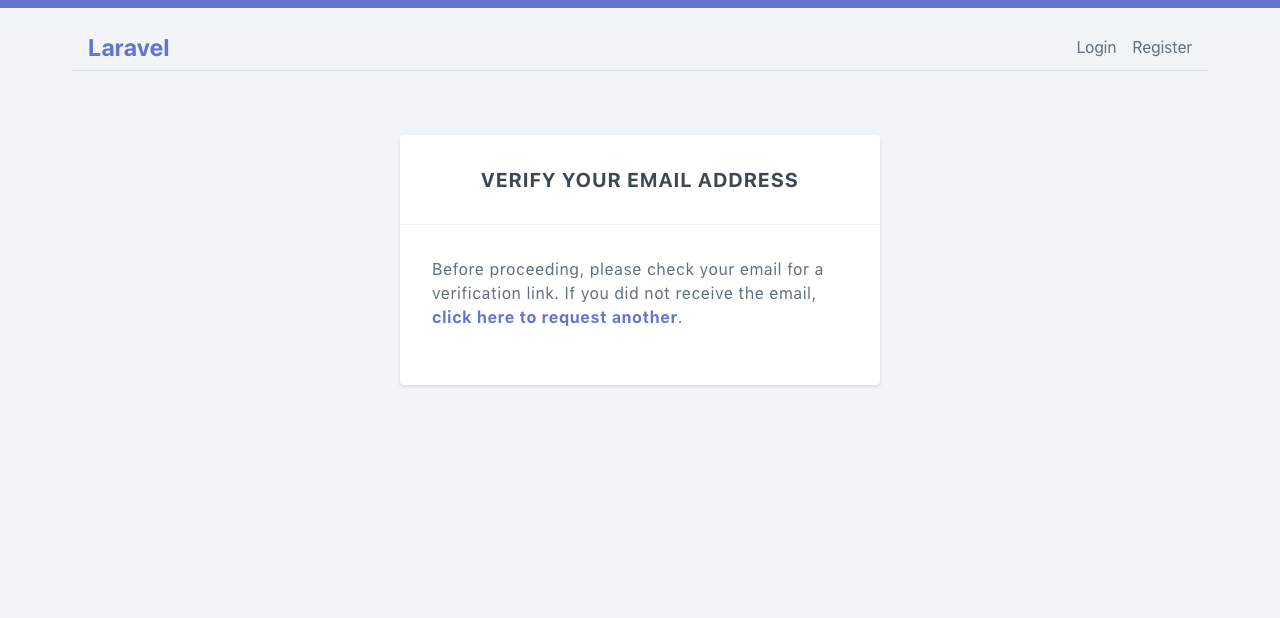 Laravel
Login Register
VERIFY YOUR EMAIL ADDRESS
Before proceeding, please check your email for a
verification link. If you did not receive the email,
click here to request another.